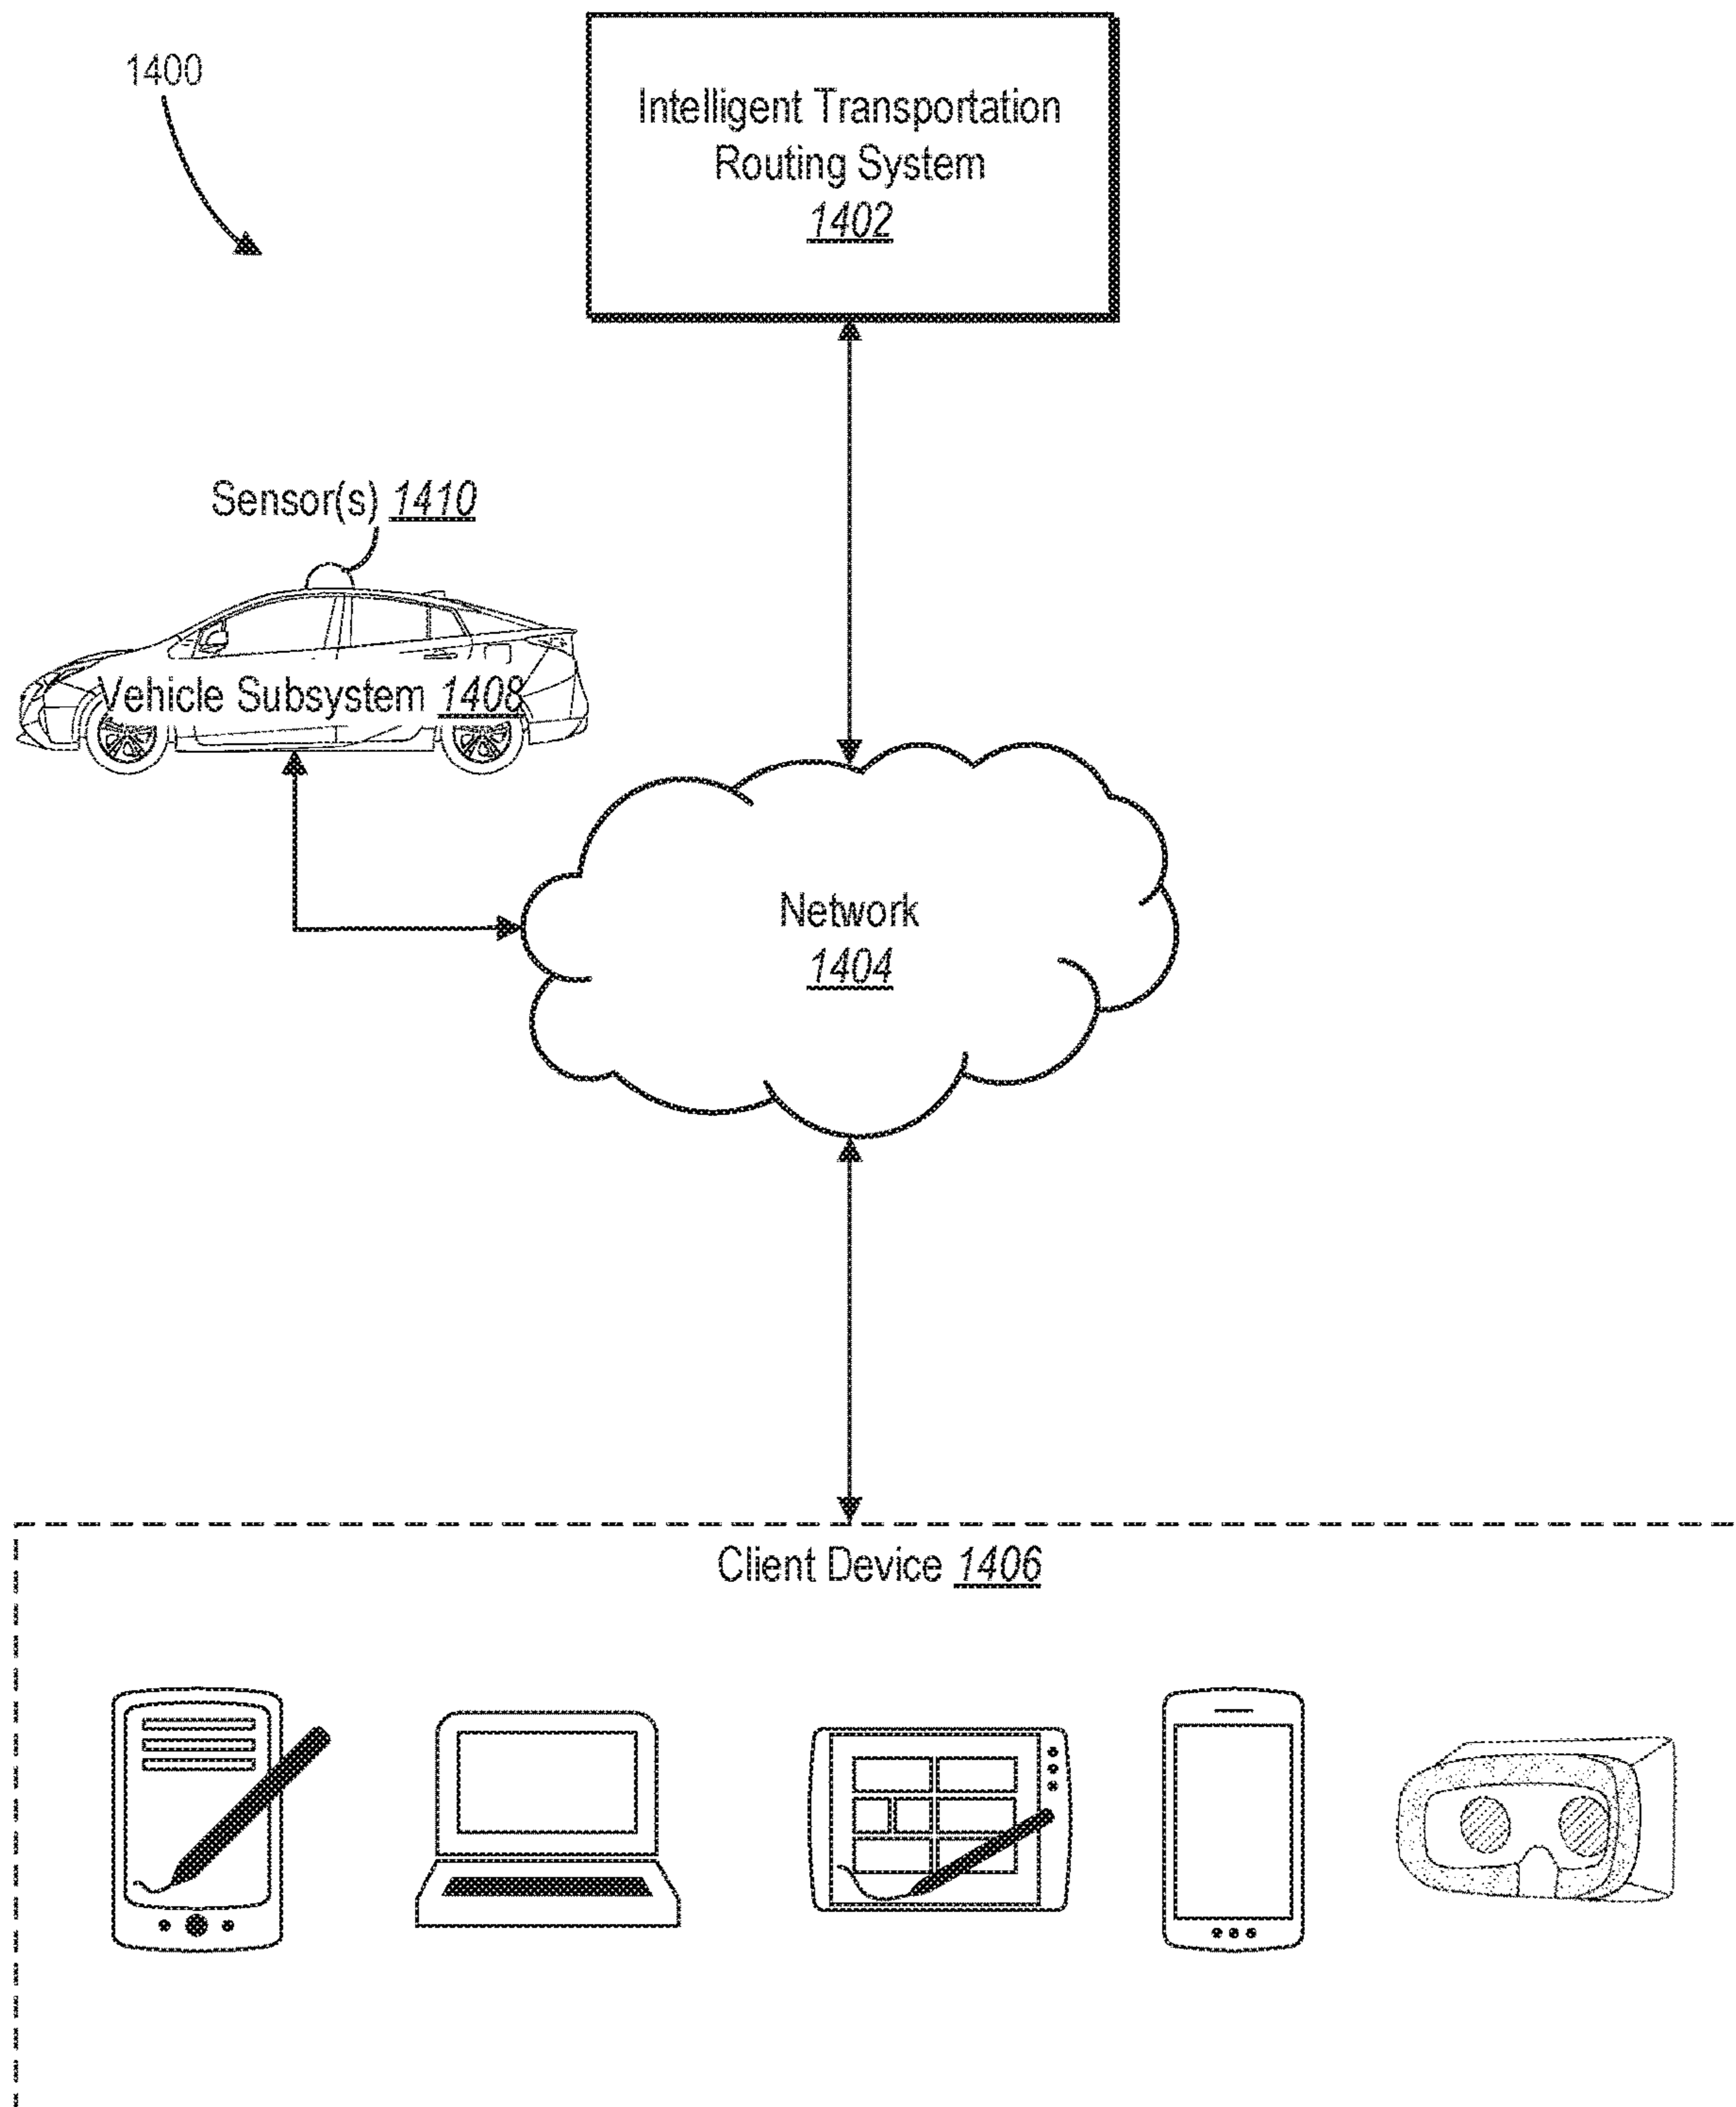 1400
Intelligent Transportation
Routing System
1402
Sensor(s) 1410
Vehicle Subsystem 1408
Network
1404
Client Device 1406